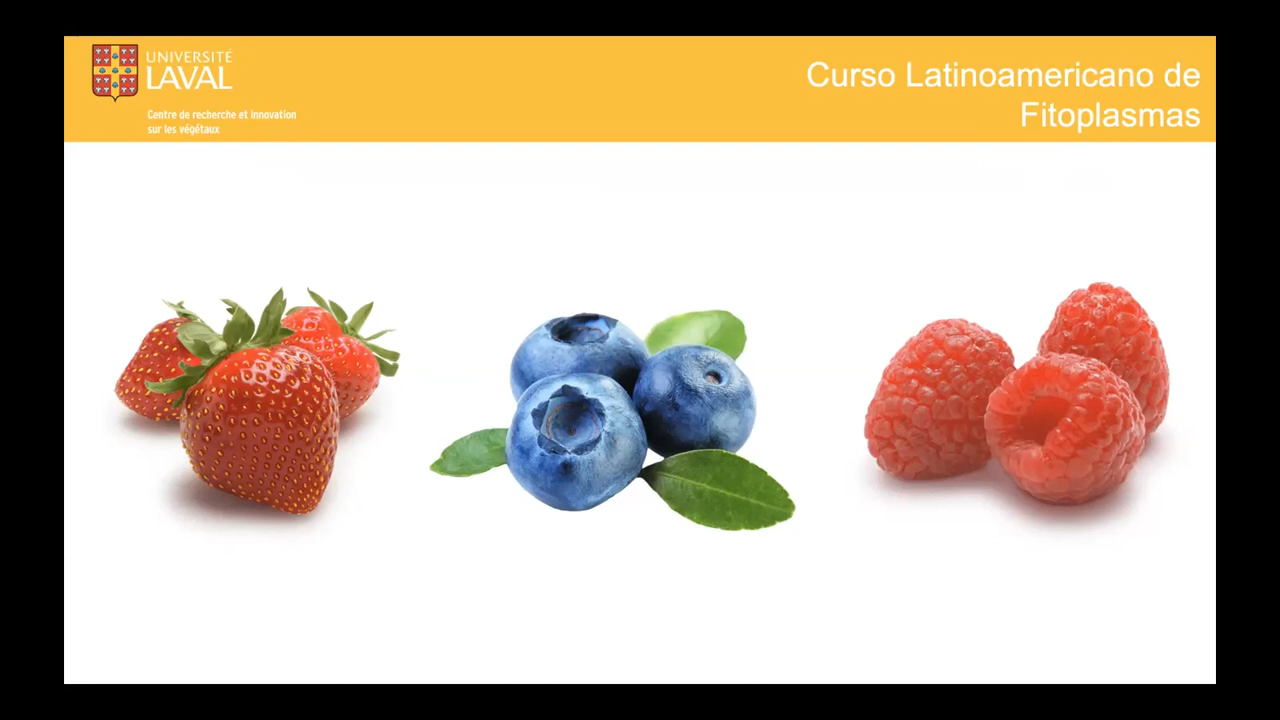 UNIVERSITÉ
LAVAL
Centre de recherche et innovation
sur les végétaux
Curso Latinoamericano de
Fitoplasmas